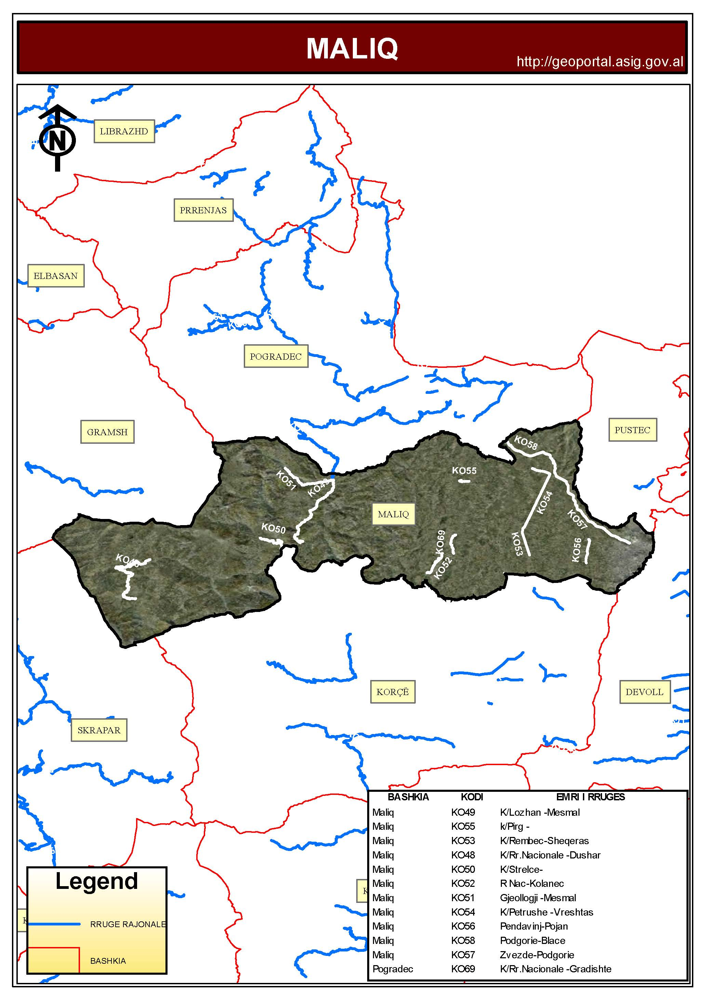 MALIQ
http://geoportal.asig.gov.al
N
LIBRAZHD
PRRENJAS
ELBASAN
POGRADEC
GRAMSH
PUSTEC
KO58
KO55
KO51
KO49
KO54
MALIQ
KO57
KO50
KO69
KO53
KO56
KO52
KORÇË
DEVOLL
SKRAPAR
BASHKIA KODI EMRI I RRUGES
Maliq KO49 K/Lozhan -Mesmal
Maliq KO55 k/Pirg -
Maliq KO53 K/Rembec-Sheqeras
Maliq KO48 K/Rr.Nacionale -Dushar
Maliq KO50 K/Strelce-
Maliq KO52 R Nac-Kolanec
Maliq KO51 Gjeollogji -Mesmal
Maliq KO54 K/Petrushe -Vreshtas
Maliq KO56 Pendavinj-Pojan
Maliq KO58 Podgorie-Blace
Maliq KO57 Zvezde-Podgorie
Pogradec KO69 K/Rr.Nacionale -Gradishte
Legend
RRUGE RAJONALE
BASHKIA